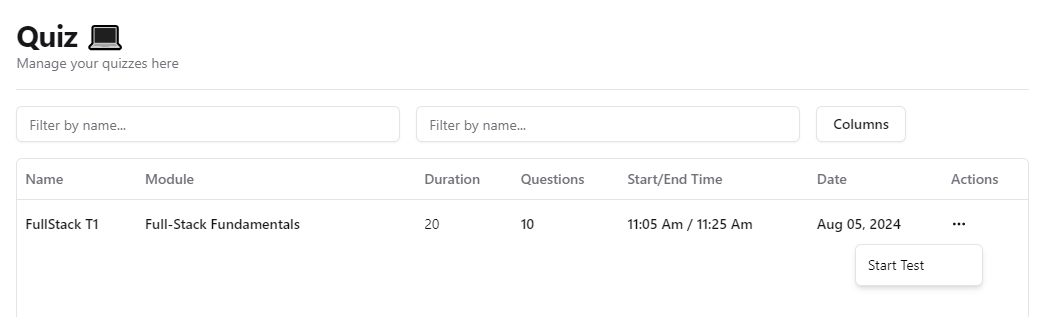 Quiz 💻
Manage your quizzes here
Filter by name... Filter by name... Columns
Name Module Duration Questions Start/End Time Date Actions
FullStack T1 Full-Stack Fundamentals 20 10 11:05 Am / 11:25 Am Aug 05, 2024 ···
Start Test